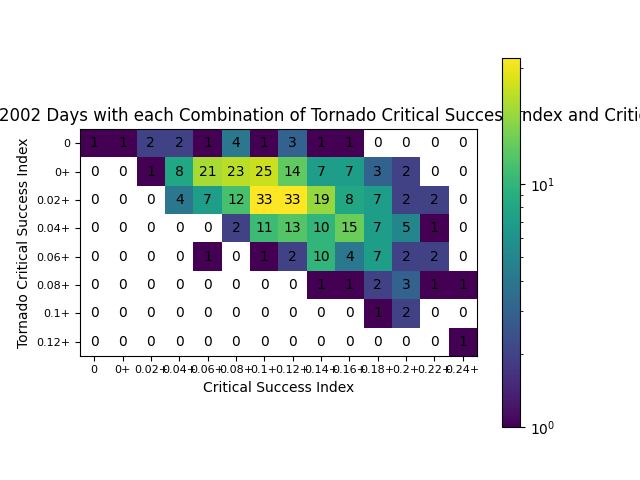 2002 Days with each Combination of Tornado Critical Success Index and Critic
Tornado Critical Success Index
0 1 1 2 2 1 4 1 3 1 1 0 0 0 0
0+ 0 0 1 8 21 23 25 14 7 7 3 2 0 0
0.02+ 0 0 0 4 7 12 33 33 19 8 7 2 2 0
0.04+ 0 0 0 0 0 2 11 13 10 15 7 5 1 0
0.06+ 0 0 0 0 1 0 1 2 10 4 7 2 2 0
0.08+ 0 0 0 0 0 0 0 0 1 1 2 3 1 1
0.1+ 0 0 0 0 0 0 0 0 0 0 1 2 0 0
0.12+ 0 0 0 0 0 0 0 0 0 0 0 0 0 1
0 0+ 0.02+ 0.04+ 0.06+ 0.08+ 0.1+ 0.12+ 0.14+ 0.16+ 0.18+ 0.2+ 0.22+ 0.24+
Critical Success Index
10^1
10^0